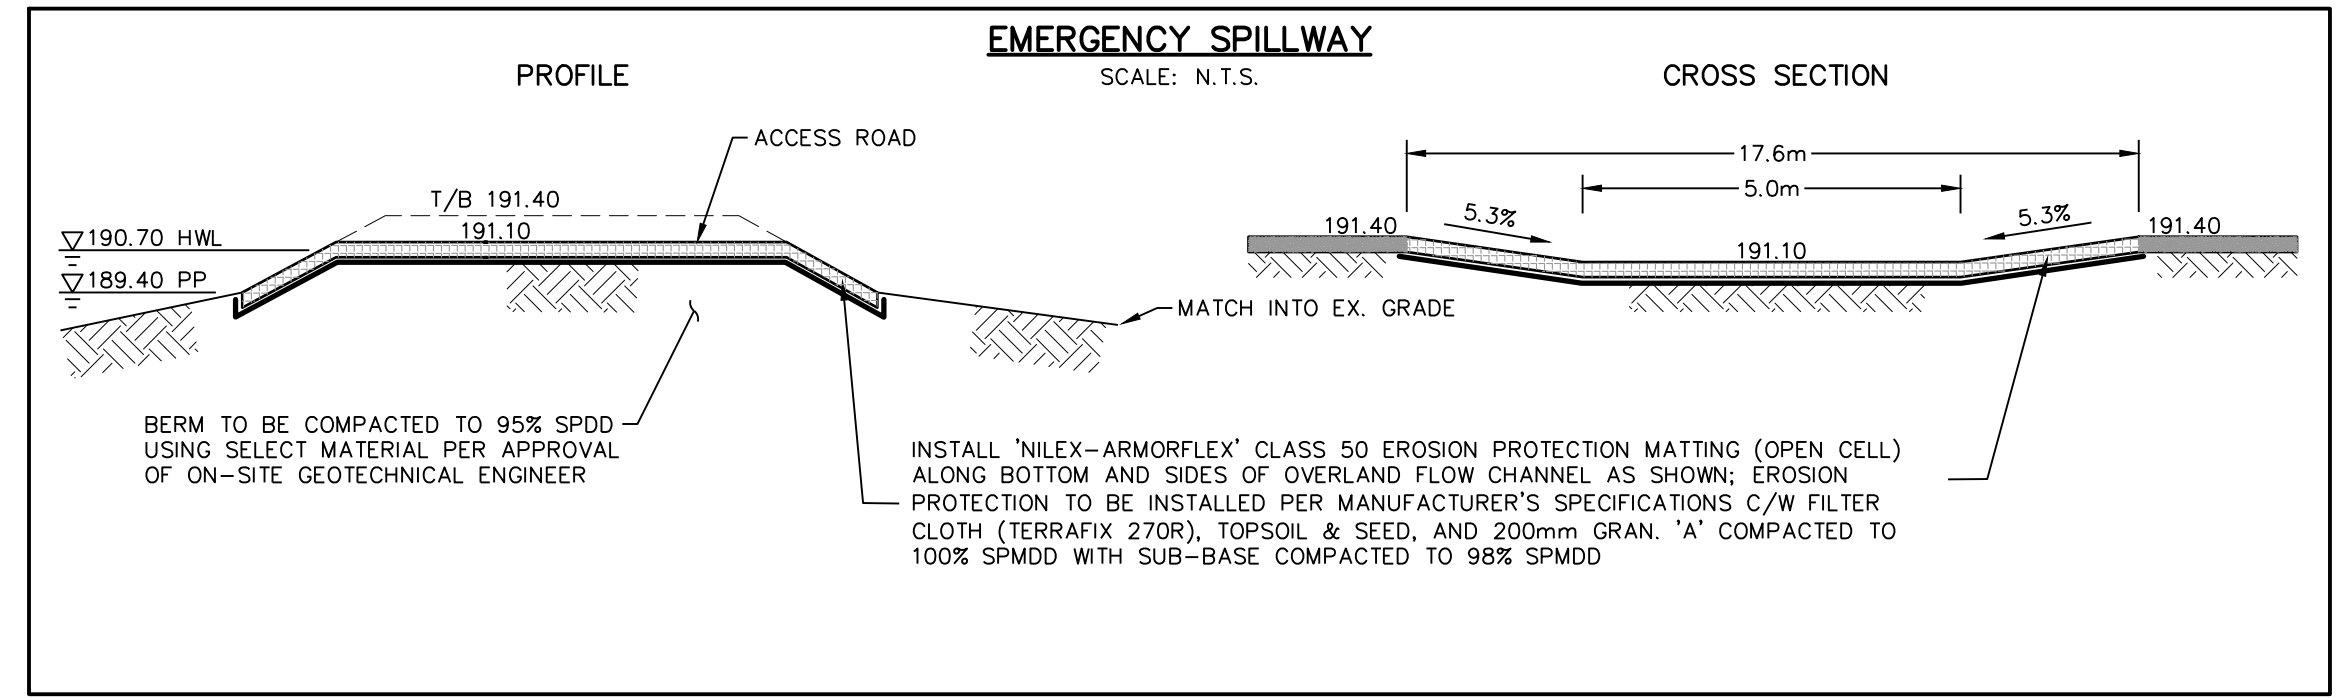 EMERGENCY SPILLWAY
SCALE: N.T.S.
PROFILE
ACCESS ROAD
T/B 191.40
191.10
190.70 HWL
189.40 PP
MATCH INTO EX. GRADE
BERM TO BE COMPACTED TO 95% SPDD
USING SELECT MATERIAL PER APPROVAL
OF ON-SITE GEOTECHNICAL ENGINEER
CROSS SECTION
17.6m
5.0m
191.40
5.3%
5.3%
191.40
191.10
INSTALL 'NILEX-ARMORFLEX' CLASS 50 EROSION PROTECTION MATTING (OPEN CELL)
ALONG BOTTOM AND SIDES OF OVERLAND FLOW CHANNEL AS SHOWN; EROSION
PROTECTION TO BE INSTALLED PER MANUFACTURER'S SPECIFICATIONS C/W FILTER
CLOTH (TERRAFIX 270R), TOPSOIL & SEED, AND 200mm GRAN. 'A' COMPACTED TO
100% SPMDD WITH SUB-BASE COMPACTED TO 98% SPMDD